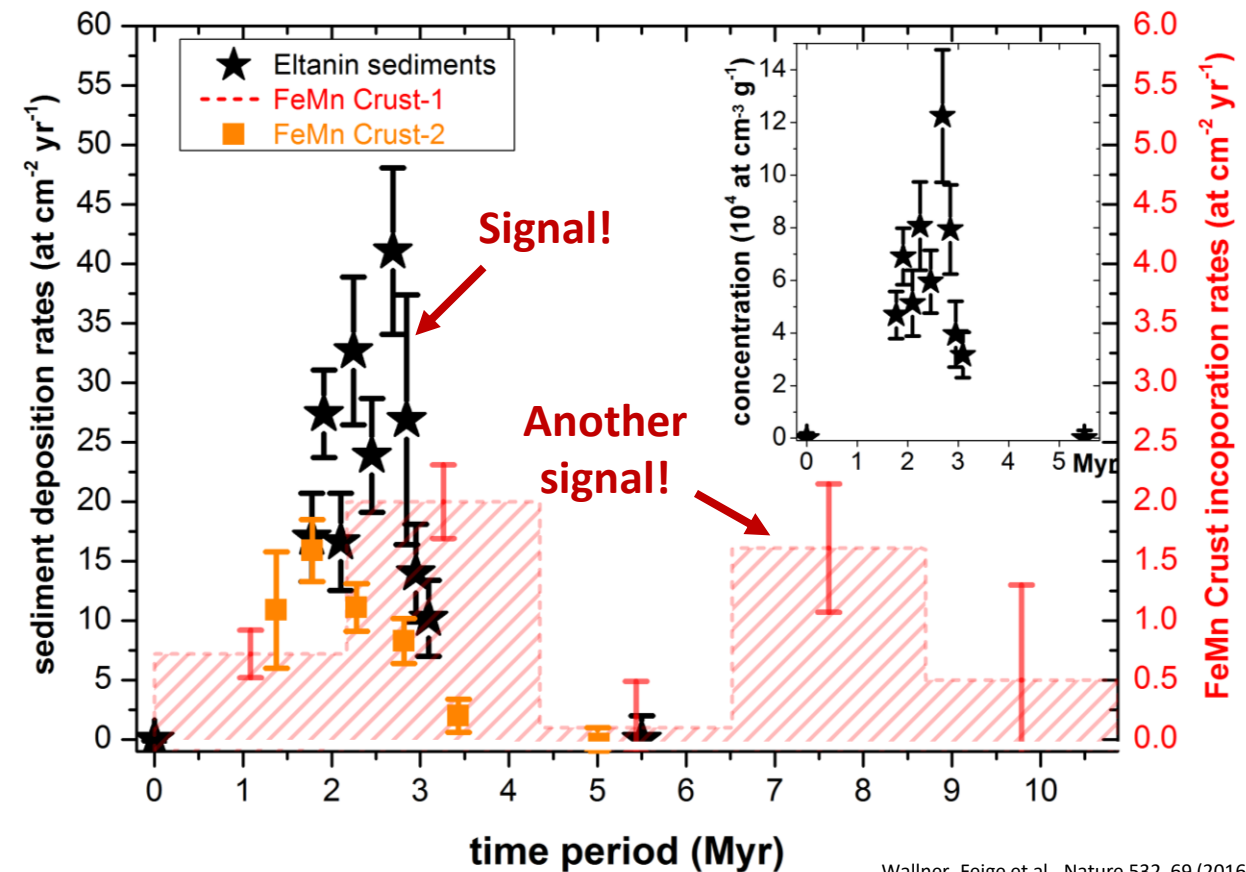 60
55
50
45
40
35
30
25
20
15
10
5
0
sediment deposition rates (at cm-2 yr-1)
Eltanin sediments
FeMn Crust-1
FeMn Crust-2
Signal!
Another
signal!
14
12
10
8
6
4
2
0
concentration (104 at cm-3 g-1)
0 1 2 3 4 5 Myr
6.0
5.5
5.0
4.5
4.0
3.5
3.0
2.5
2.0
1.5
1.0
0.5
0.0
FeMn Crust incoporation rates (at cm-2 yr-1)
0 1 2 3 4 5 6 7 8 9 10
time period (Myr)
Wallner, Feige et al., Nature 532, 69 (2016